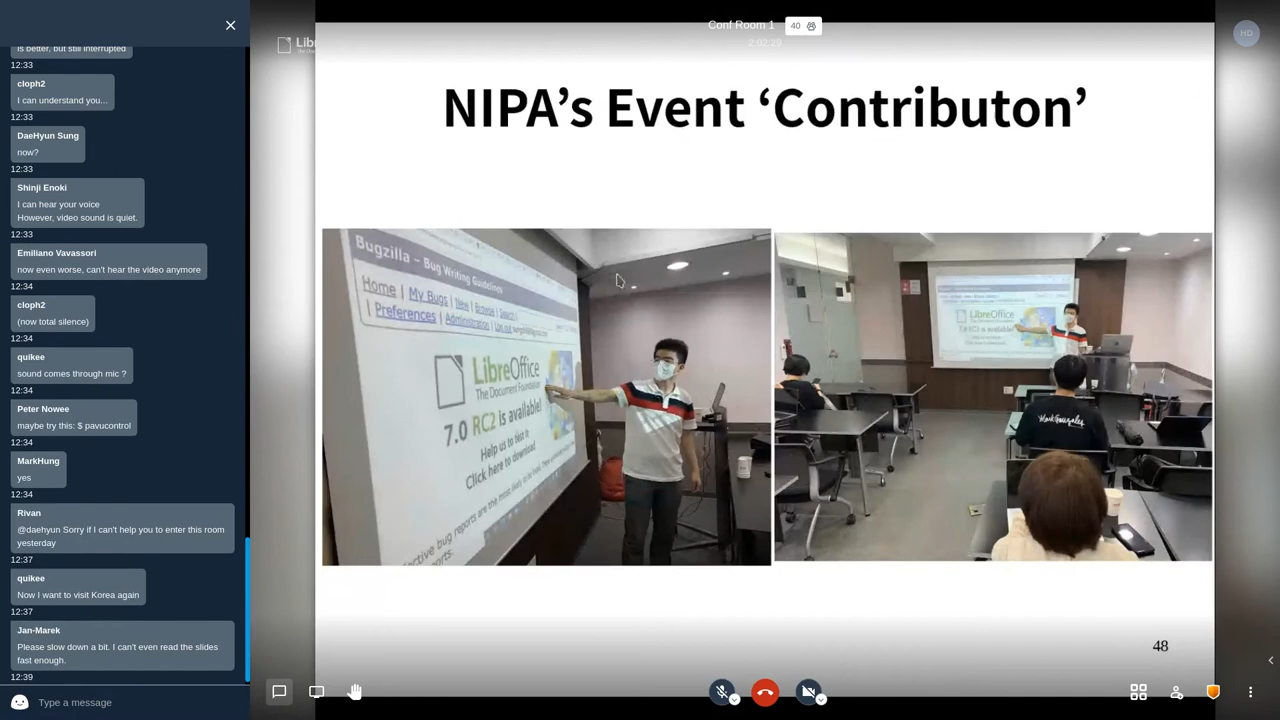 is better, but still interrupted
12:33
cloph2
I can understand you...
12:33
DaeHyun Sung
now?
12:33
Shinji Enoki
I can hear your voice
However, video sound is quiet.
12:33
Emiliano Vavassori
now even worse, can't hear the video anymore
12:34
cloph2
(now total silence)
12:34
quikee
sound comes through mic ?
12:34
Peter Nowee
maybe try this: $ pavucontrol
12:34
MarkHung
yes
12:34
Rivan
@daehyun Sorry if I can't help you to enter this room
yesterday
12:37
quikee
Now I want to visit Korea again
12:37
Jan-Marek
Please slow down a bit. I can't even read the slides
fast enough.
12:39
Type a message
Conf Room 1
40
2:02:29
HD
NIPA’s Event ‘Contributon’
Bugzilla – Bug Writing Guidelines
Home | My Bugs | New | Browse | Search |
| Preferences | Administration | Log out
LibreOffice
The Document Foundation
7.0 RC2 is available!
Help us to test it
Click here to download
LibreOffice
48